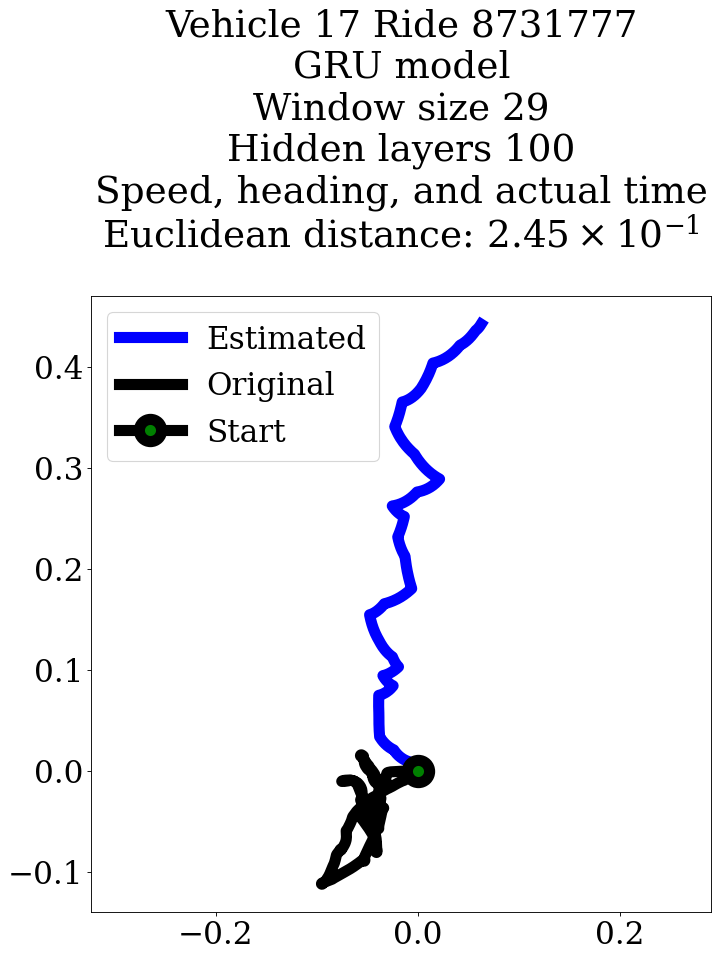 Vehicle 17 Ride 8731777
GRU model
Window size 29
Hidden layers 100
Speed, heading, and actual time
Euclidean distance: 2.45 × 10⁻¹
Estimated
Original
Start
0.4
0.3
0.2
0.1
0.0
−0.1
−0.2 0.0 0.2